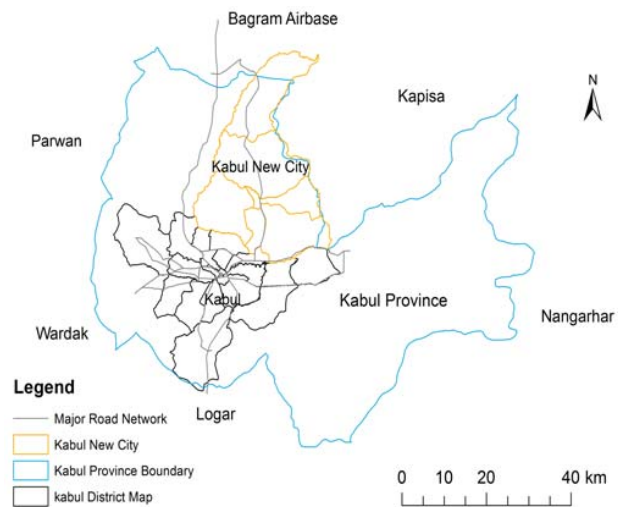 Bagram Airbase
N
Kapisa
Parwan
Kabul New City
Kabul
Kabul Province
Nangarhar
Wardak
Logar
Legend
Major Road Network
Kabul New City
Kabul Province Boundary
kabul District Map
0 10 20 40 km